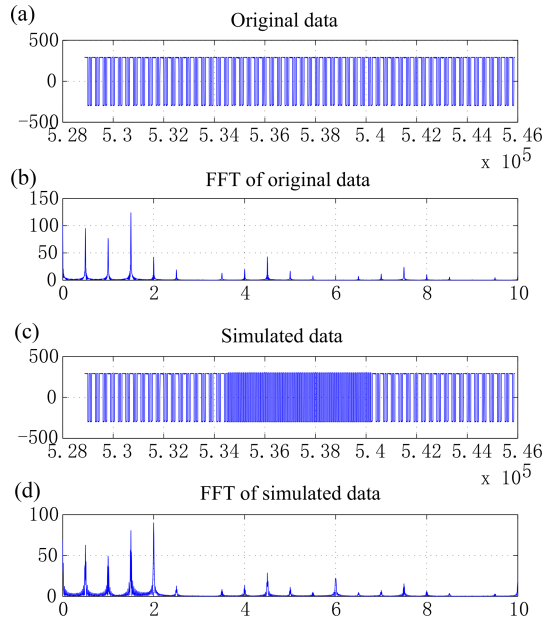 (a)
Original data
500
0
−500
5.28 5.3 5.32 5.34 5.36 5.38 5.4 5.42 5.44 5.46
x 10^5
(b)
FFT of original data
150
100
50
0
0 2 4 6 8 10
(c)
Simulated data
500
0
−500
5.28 5.3 5.32 5.34 5.36 5.38 5.4 5.42 5.44 5.46
x 10^5
(d)
FFT of simulated data
100
50
0
0 2 4 6 8 10